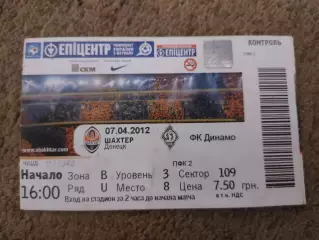 ЕПІЦЕНТР
КОНТРОЛЬ
СКМ
07.04.2012
ШАХТЕР
Донецк
ФК Динамо
ПФК 2
Начало
Зона В Уровень 3 Сектор 109
16:00
Ряд U Место 8 Цена 7.50 грн.
Вход на стадион за 2 часа до начала матча
в т.ч. НДС